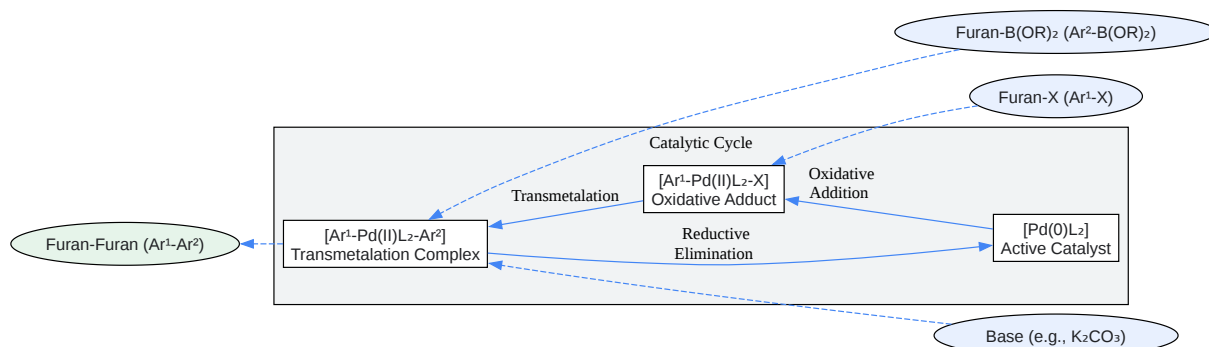 Furan-B(OR)₂ (Ar²-B(OR)₂)
Furan-X (Ar¹-X)
Catalytic Cycle
[Ar¹-Pd(II)L₂-X]
Oxidative Adduct
Oxidative
Addition
Transmetalation
[Ar¹-Pd(II)L₂-Ar²]
Transmetalation Complex
Reductive
Elimination
[Pd(0)L₂]
Active Catalyst
Furan-Furan (Ar¹-Ar²)
Base (e.g., K₂CO₃)